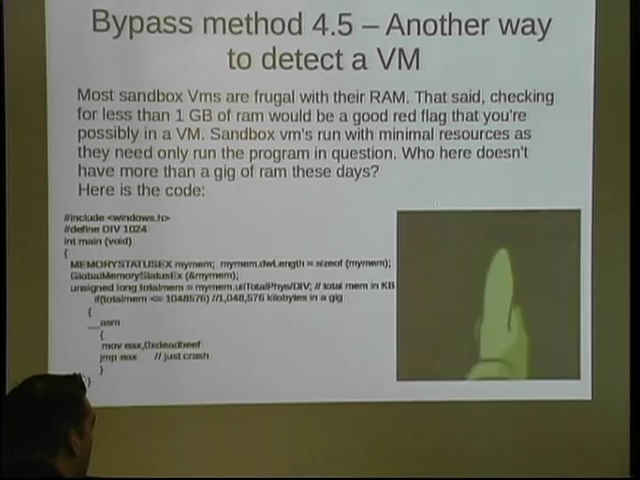 Bypass method 4.5 – Another way
to detect a VM
Most sandbox Vms are frugal with their RAM. That said, checking
for less than 1 GB of ram would be a good red flag that you're
possibly in a VM. Sandbox vm's run with minimal resources as
they need only run the program in question. Who here doesn't
have more than a gig of ram these days?
Here is the code:
#include <windows.h>
#define DIV 1024
int main (void)
{
MEMORYSTATUSEX mymem; mymem.dwLength = sizeof (mymem);
GlobalMemoryStatusEx (&mymem);
unsigned long totalmem = mymem.ullTotalPhys/DIV; // total mem in KB
if(totalmem <= 1048576) //1,048,576 kilobytes in a gig
{
__asm
{
mov eax,0xdeadbeef
jmp eax // just crash
}
}